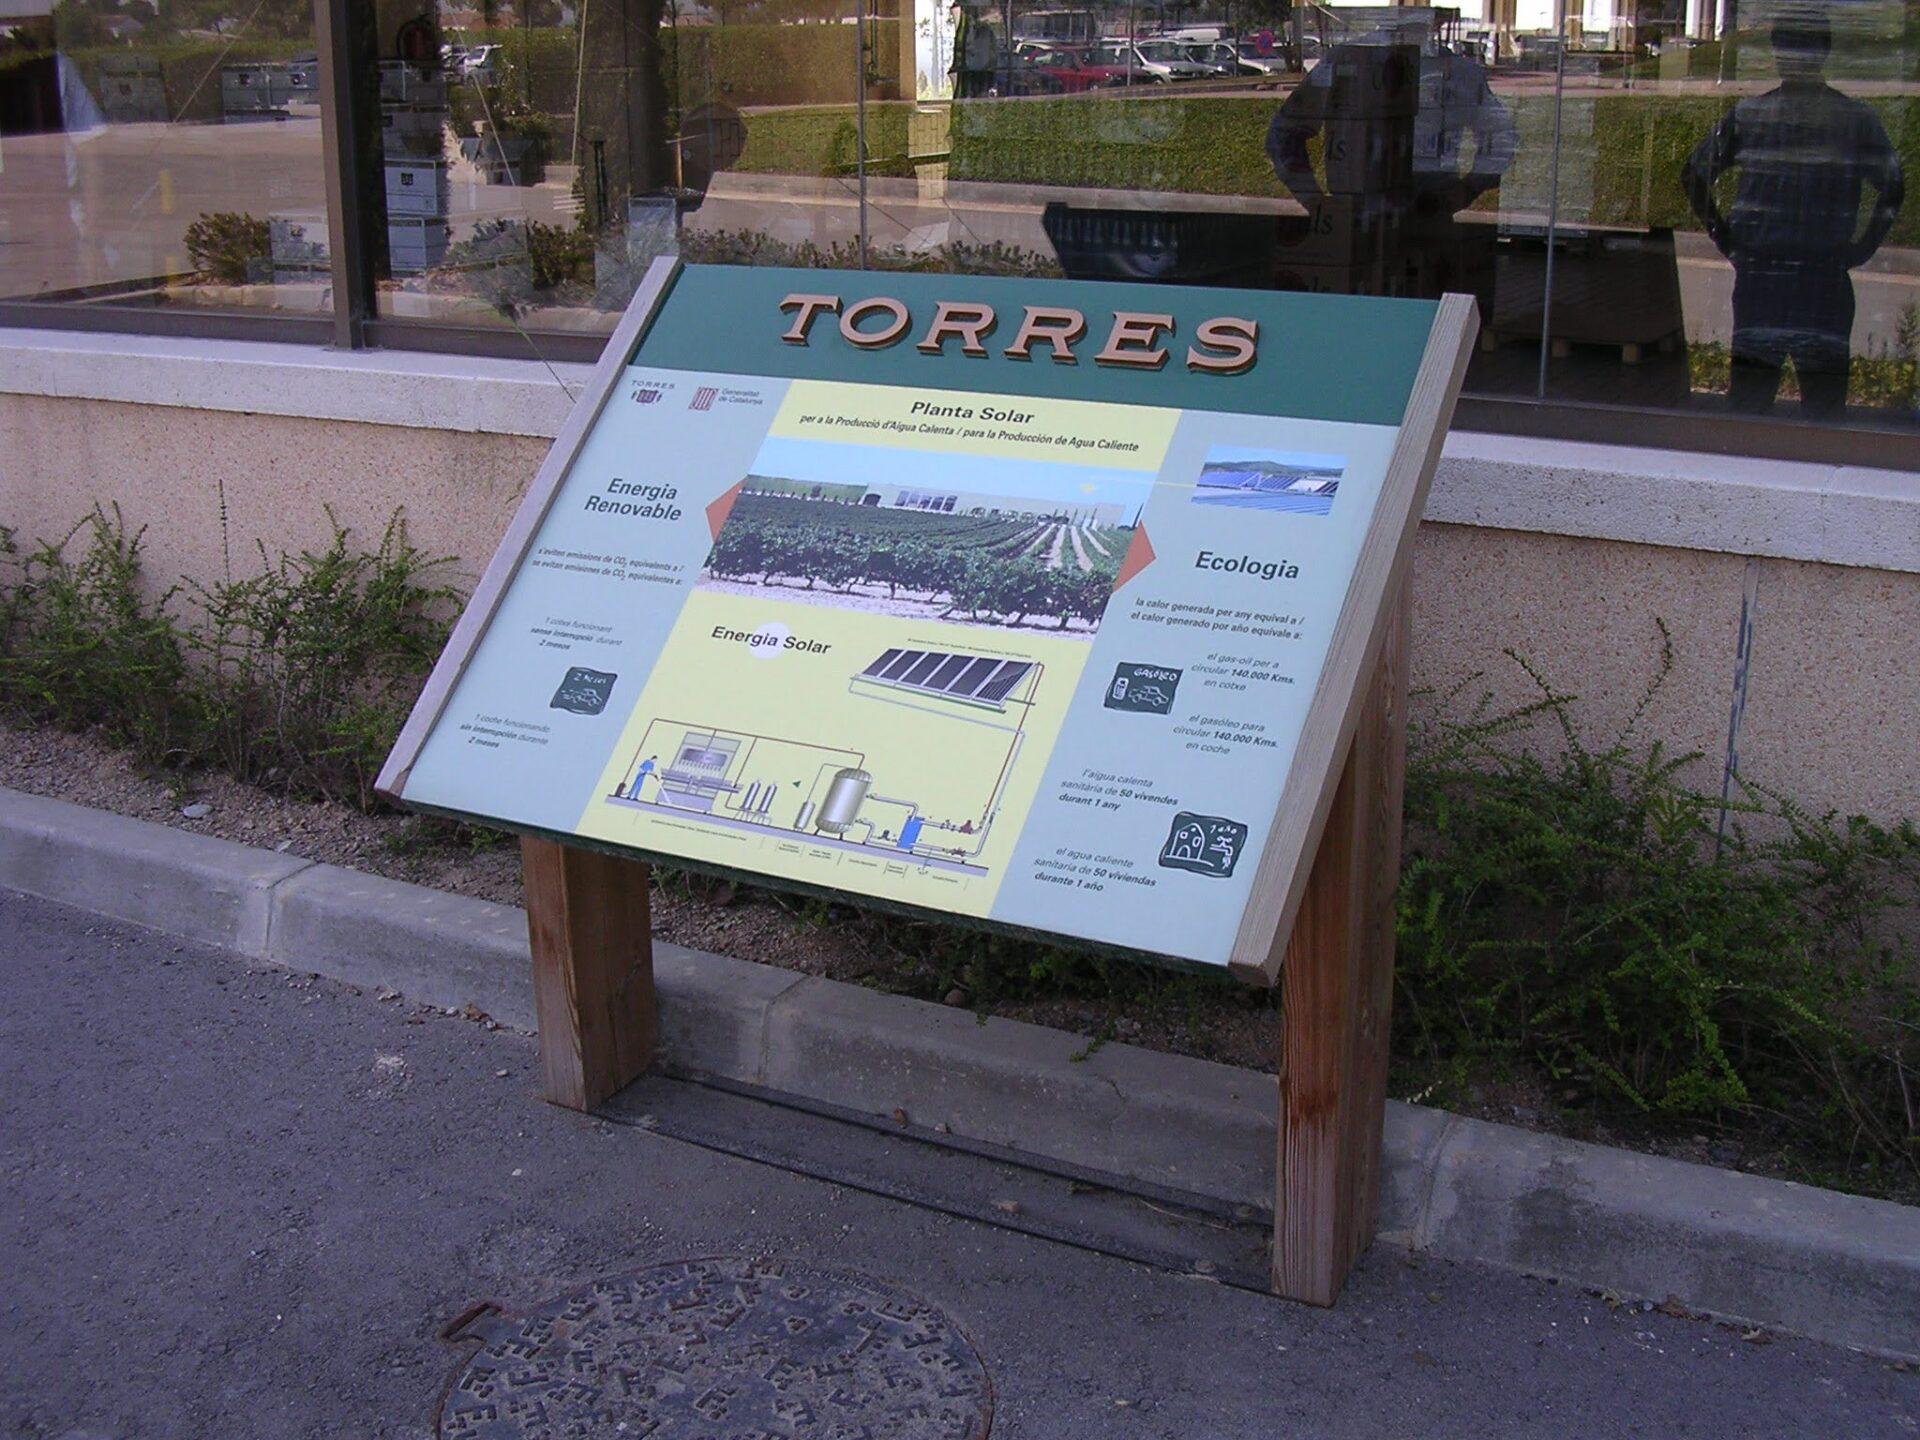 TORRES
TORRES
Generalitat
de Catalunya
Planta Solar
per a la Producció d'Aigua Calenta / para la Producción de Agua Caliente
Energia
Renovable
s'eviten emissions de CO2 equivalents a /
se evitan emisiones de CO2 equivalentes a:
1 cotxe funcionant
sense interrupció durant
2 mesos
2 meses
1 coche funcionando
sin interrupción durante
2 meses
Energia Solar
Ecologia
la calor generada per any equival a /
el calor generado por año equivale a:
el gas-oil per a
circular 140.000 Kms.
en cotxe
GASÓLEO
el gasóleo para
circular 140.000 Kms.
en coche
l'aigua calenta
sanitària de 50 vivendes
durant 1 any
1 año
el agua caliente
sanitaria de 50 viviendas
durante 1 año